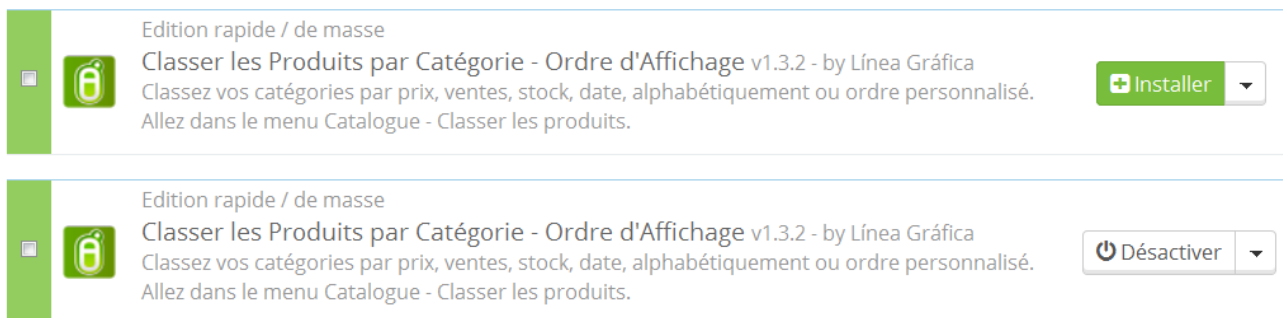 Edition rapide / de masse
Classer les Produits par Catégorie - Ordre d'Affichage v1.3.2 - by Línea Gráfica
Classez vos catégories par prix, ventes, stock, date, alphabétiquement ou ordre personnalisé.
Allez dans le menu Catalogue - Classer les produits.
Installer
Edition rapide / de masse
Classer les Produits par Catégorie - Ordre d'Affichage v1.3.2 - by Línea Gráfica
Classez vos catégories par prix, ventes, stock, date, alphabétiquement ou ordre personnalisé.
Allez dans le menu Catalogue - Classer les produits.
Désactiver